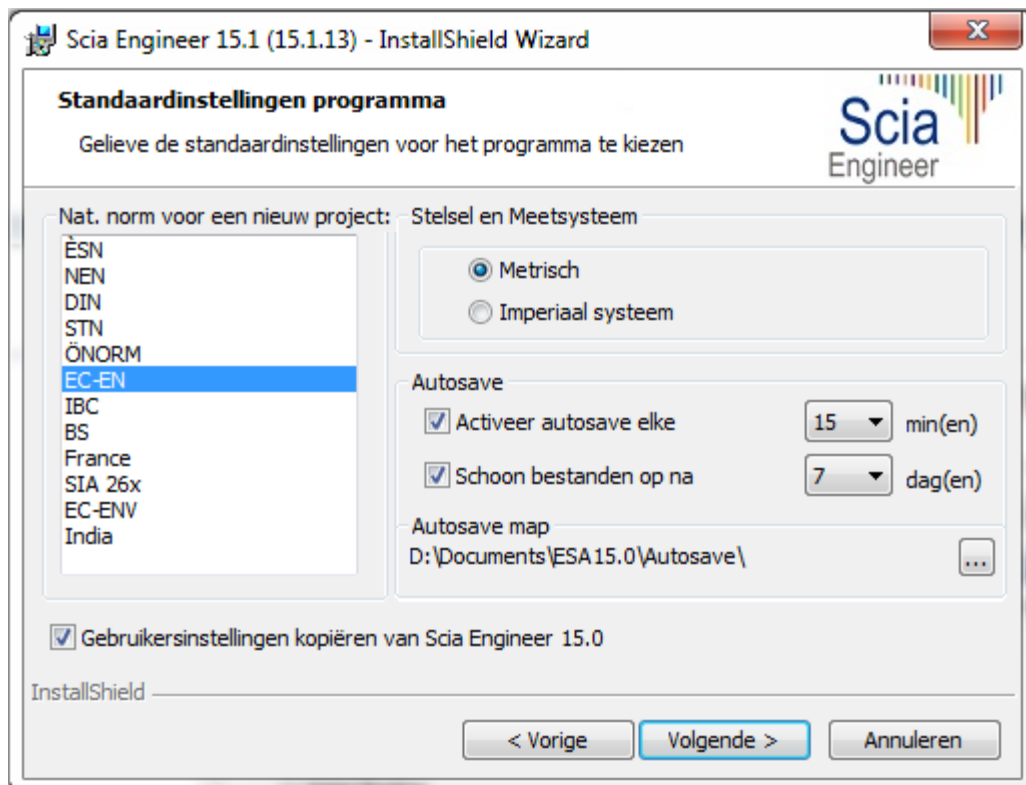 Scia Engineer 15.1 (15.1.13) - InstallShield Wizard
Standaardinstellingen programma
Gelieve de standaardinstellingen voor het programma te kiezen
Scia
Engineer
Nat. norm voor een nieuw project:
ÈSN
NEN
DIN
STN
ÖNORM
EC-EN
IBC
BS
France
SIA 26x
EC-ENV
India
Stelsel en Meetsysteem
Metrisch
Imperiaal systeem
Autosave
Activeer autosave elke 15 min(en)
Schoon bestanden op na 7 dag(en)
Autosave map
D:\Documents\ESA15.0\Autosave\ ...
Gebruikersinstellingen kopiëren van Scia Engineer 15.0
InstallShield
< Vorige Volgende > Annuleren